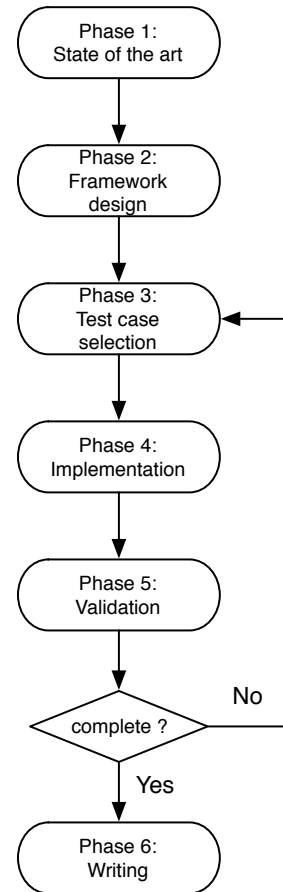 Phase 1:
State of the art
Phase 2:
Framework
design
Phase 3:
Test case
selection
Phase 4:
Implementation
Phase 5:
Validation
complete ?
No
Yes
Phase 6:
Writing